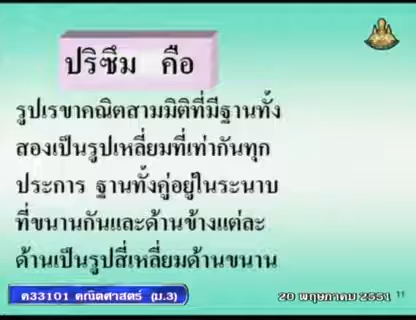 ปริซึม คือ
รูปเรขาคณิตสามมิติที่มีฐานทั้ง
สองเป็นรูปเหลี่ยมที่เท่ากันทุก
ประการ ฐานทั้งคู่อยู่ในระนาบ
ที่ขนานกันและด้านข้างแต่ละ
ด้านเป็นรูปสี่เหลี่ยมด้านขนาน
ค33101 คณิตศาสตร์ (ม.3)
20 พฤษภาคม 2551 11